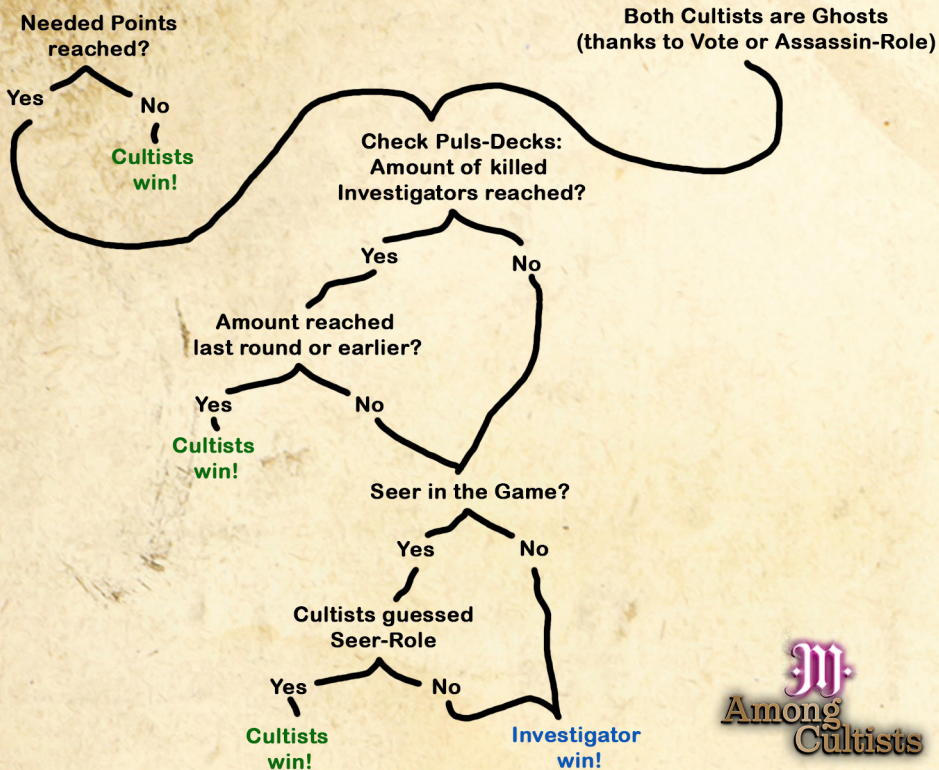 Needed Points
reached?
Both Cultists are Ghosts
(thanks to Vote or Assassin-Role)
Yes
No
Cultists
win!
Check Puls-Decks:
Amount of killed
Investigators reached?
Yes
No
Amount reached
last round or earlier?
Yes
No
Cultists
win!
Seer in the Game?
Yes
No
Cultists guessed
Seer-Role
Yes
No
Cultists
win!
Investigator
win!
M
Among
Cultists